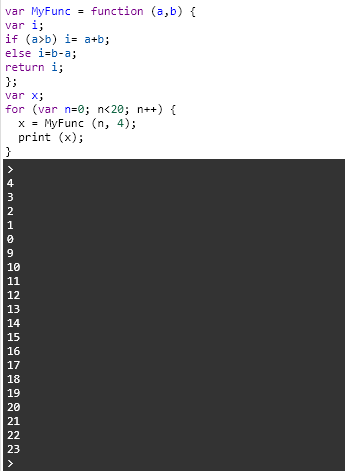 var MyFunc = function (a,b) {
var i;
if (a>b) i= a+b;
else i=b-a;
return i;
};
var x;
for (var n=0; n<20; n++) {
  x = MyFunc (n, 4);
  print (x);
}
>
4
3
2
1
0
9
10
11
12
13
14
15
16
17
18
19
20
21
22
23
>